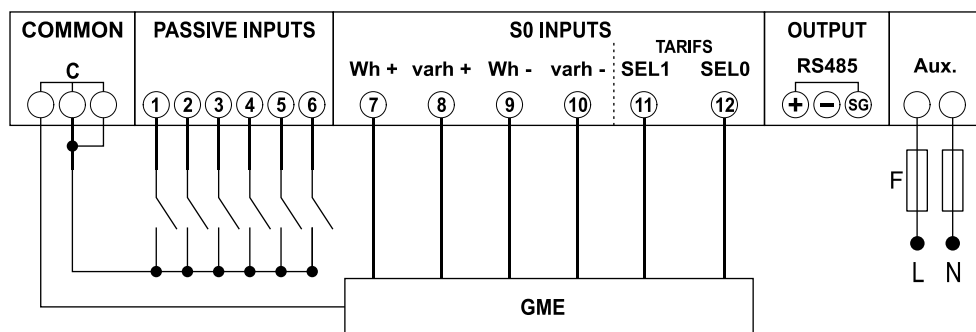 COMMON PASSIVE INPUTS S0 INPUTS OUTPUT
TARIFS
C Wh + varh + Wh - varh - SEL1 SEL0 RS485 Aux.
1 2 3 4 5 6 7 8 9 10 11 12 + − SG
F
L N
GME